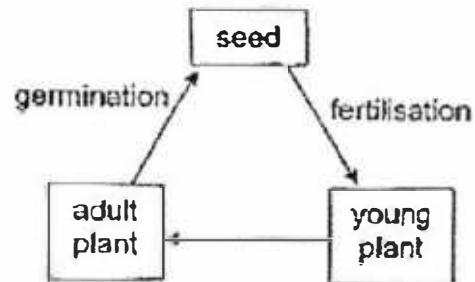 seed
germination
fertilisation
adult
plant
young
plant